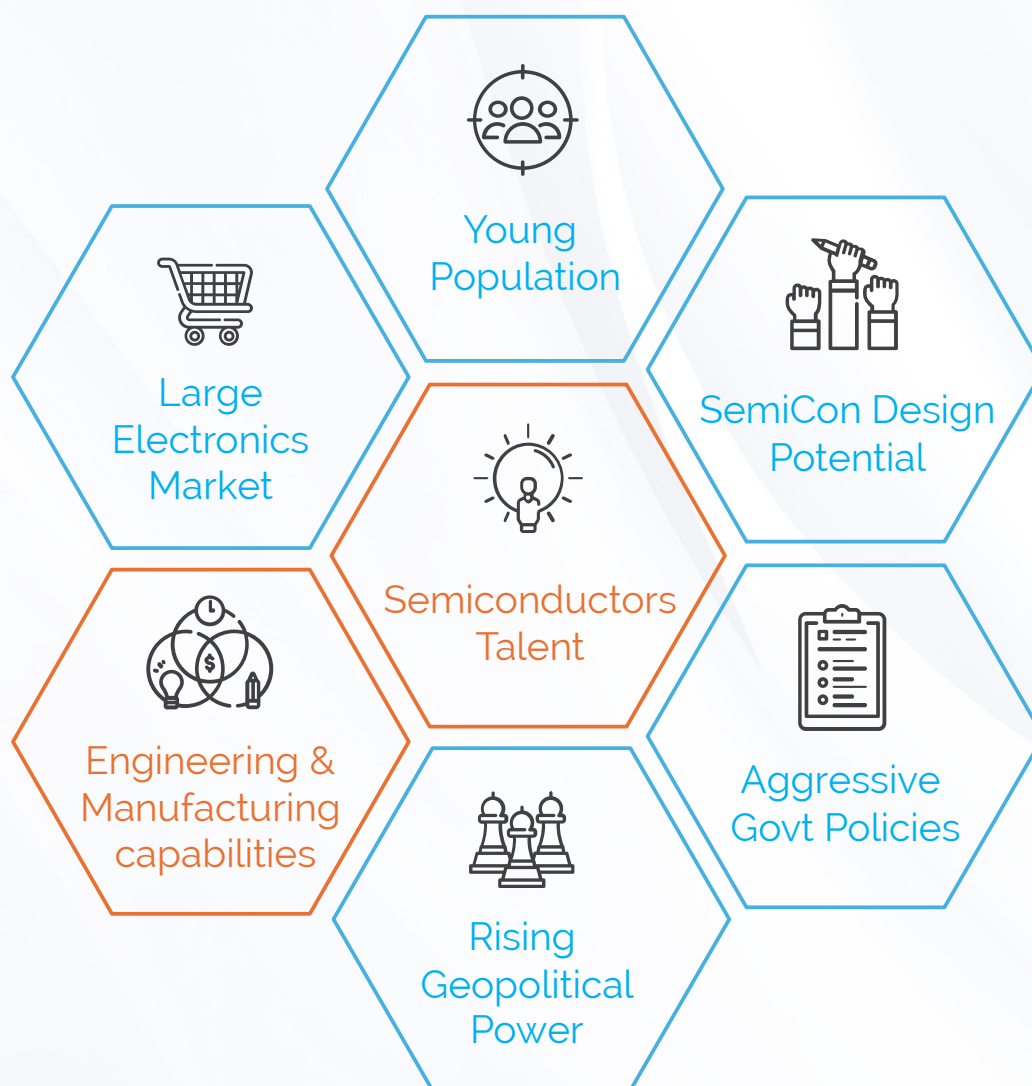 Young
Population
Large
Electronics
Market
SemiCon Design
Potential
Semiconductors
Talent
Engineering &
Manufacturing
capabilities
$
Aggressive
Govt Policies
Rising
Geopolitical
Power